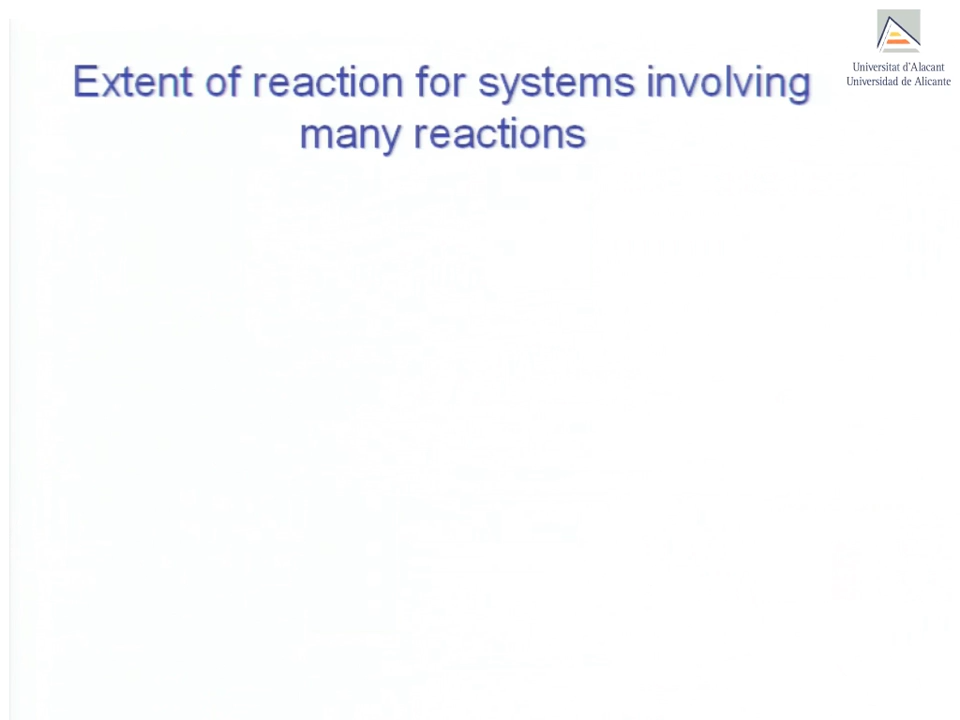 Extent of reaction for systems involving
many reactions
Universitat d'Alacant
Universidad de Alicante